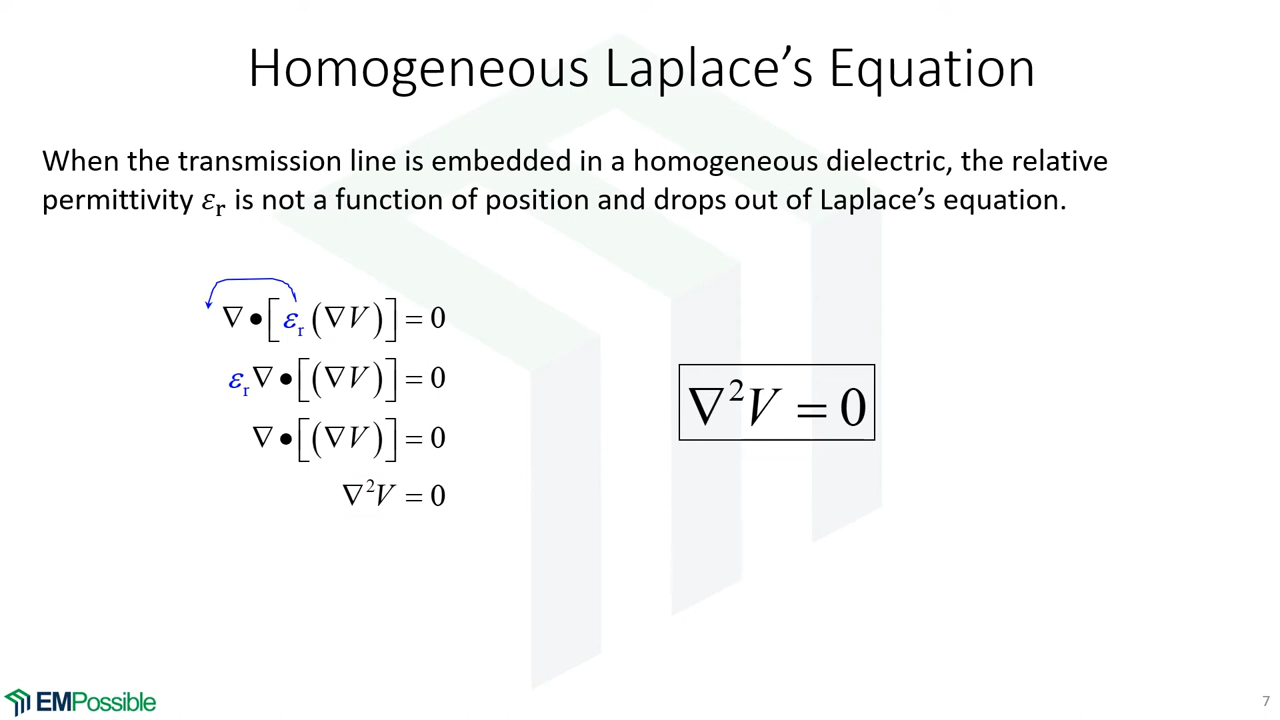 Homogeneous Laplace’s Equation
When the transmission line is embedded in a homogeneous dielectric, the relative
permittivity εᵣ is not a function of position and drops out of Laplace’s equation.
∇•[εᵣ(∇V)]=0
εᵣ∇•[(∇V)]=0
∇•[(∇V)]=0
∇²V=0
∇²V=0
EMPossible
7